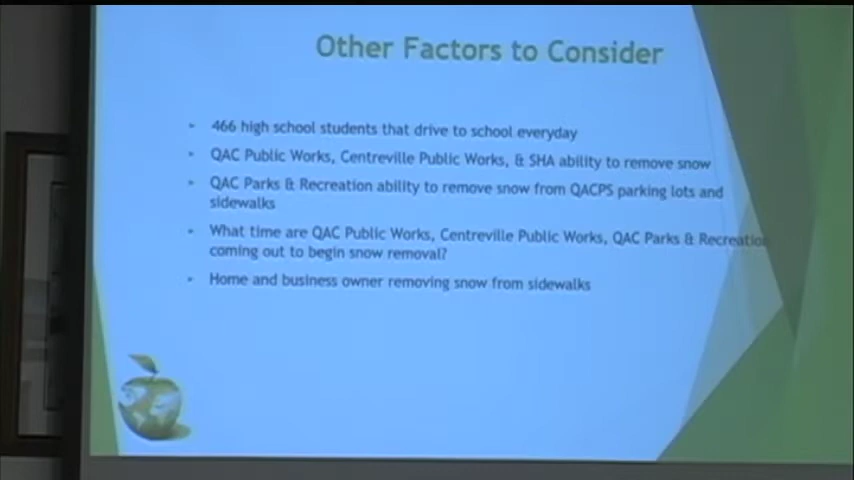 Other Factors to Consider
466 high school students that drive to school everyday
QAC Public Works, Centreville Public Works, & SHA ability to remove snow
QAC Parks & Recreation ability to remove snow from QACPS parking lots and
sidewalks
What time are QAC Public Works, Centreville Public Works, QAC Parks & Recreation
coming out to begin snow removal?
Home and business owner removing snow from sidewalks